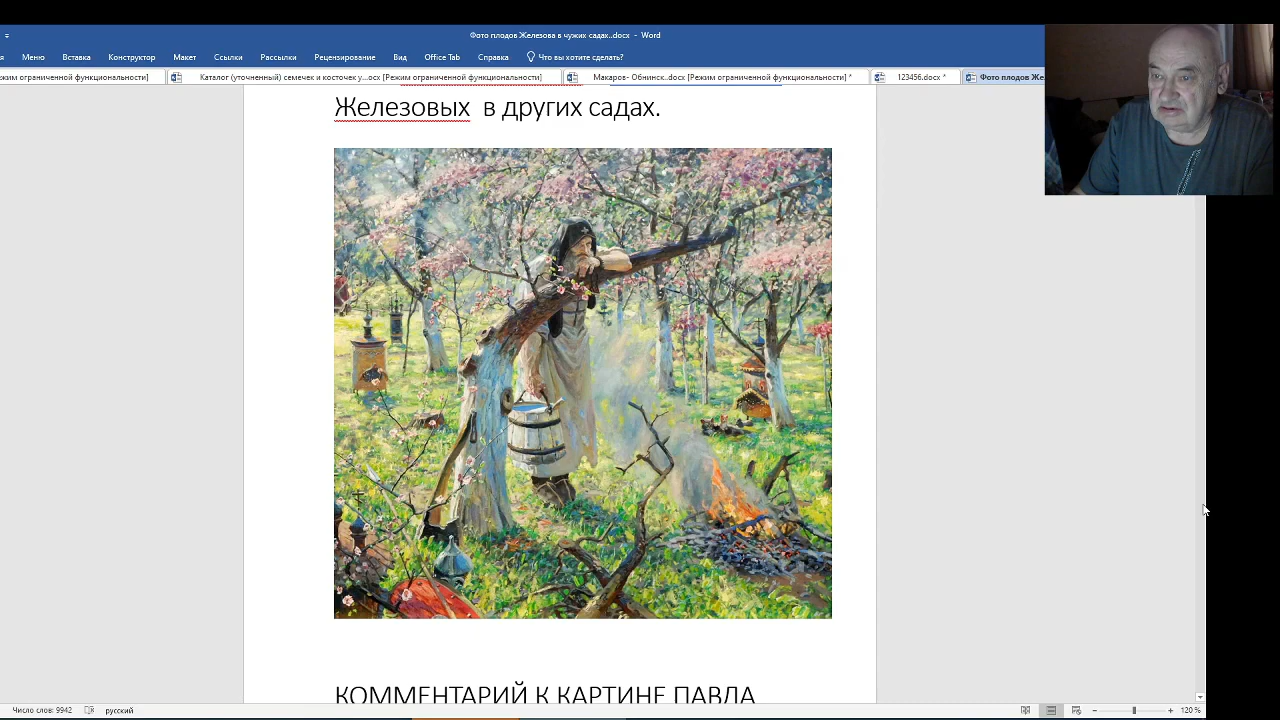 Фото плодов Железова в чужих садах..docx - Word
Меню Вставка Конструктор Макет Ссылки Рассылки Рецензирование Вид Office Tab Справка Что вы хотите сделать?
жим ограниченной функциональности] Каталог (уточненный) семечек и косточек у...ocx [Режим ограниченной функциональности] Макаров- Обнинск..docx [Режим ограниченной функциональности] * 123456.docx * Фото плодов Же
Железовых в других садах.
КОММЕНТАРИЙ К КАРТИНЕ ПАВЛА
Число слов: 9942 русский 120 %